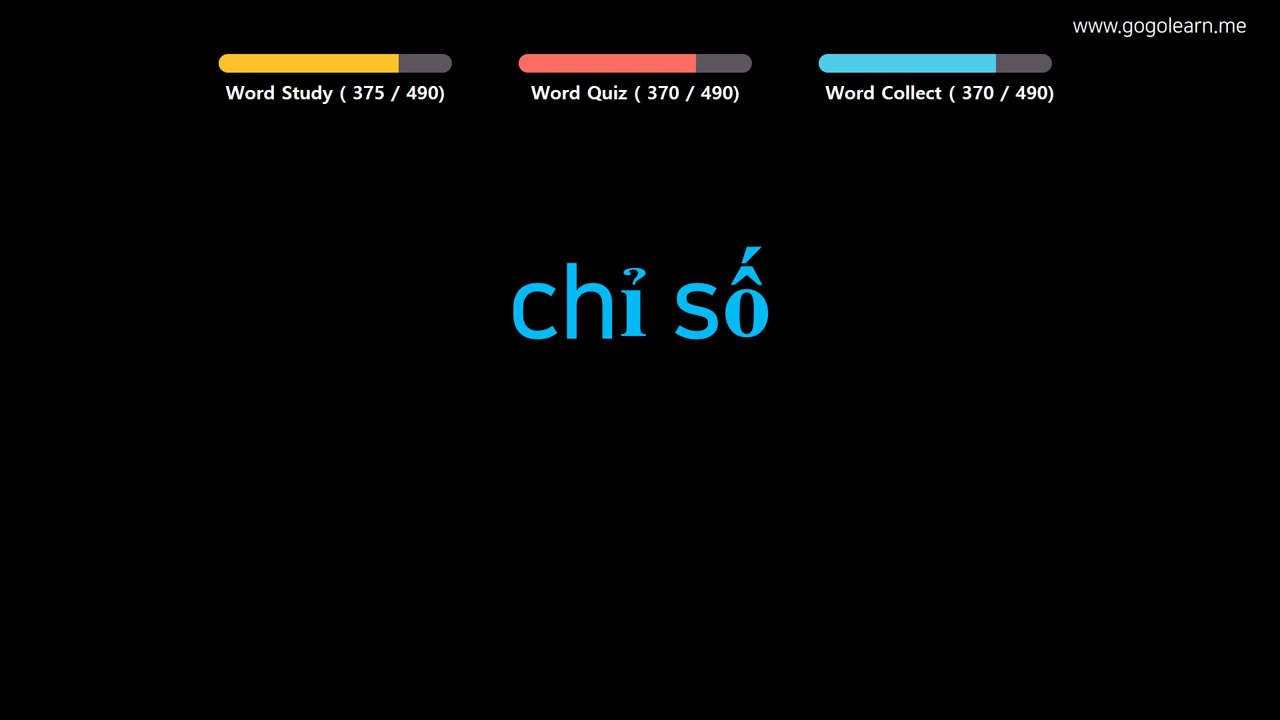 www.gogolearn.me
Word Study ( 375 / 490)
Word Quiz ( 370 / 490)
Word Collect ( 370 / 490)
chỉ số